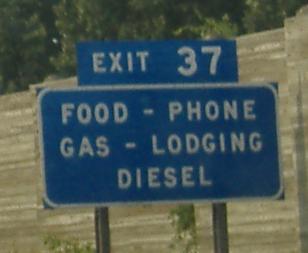 EXIT 37
FOOD - PHONE
GAS - LODGING
DIESEL